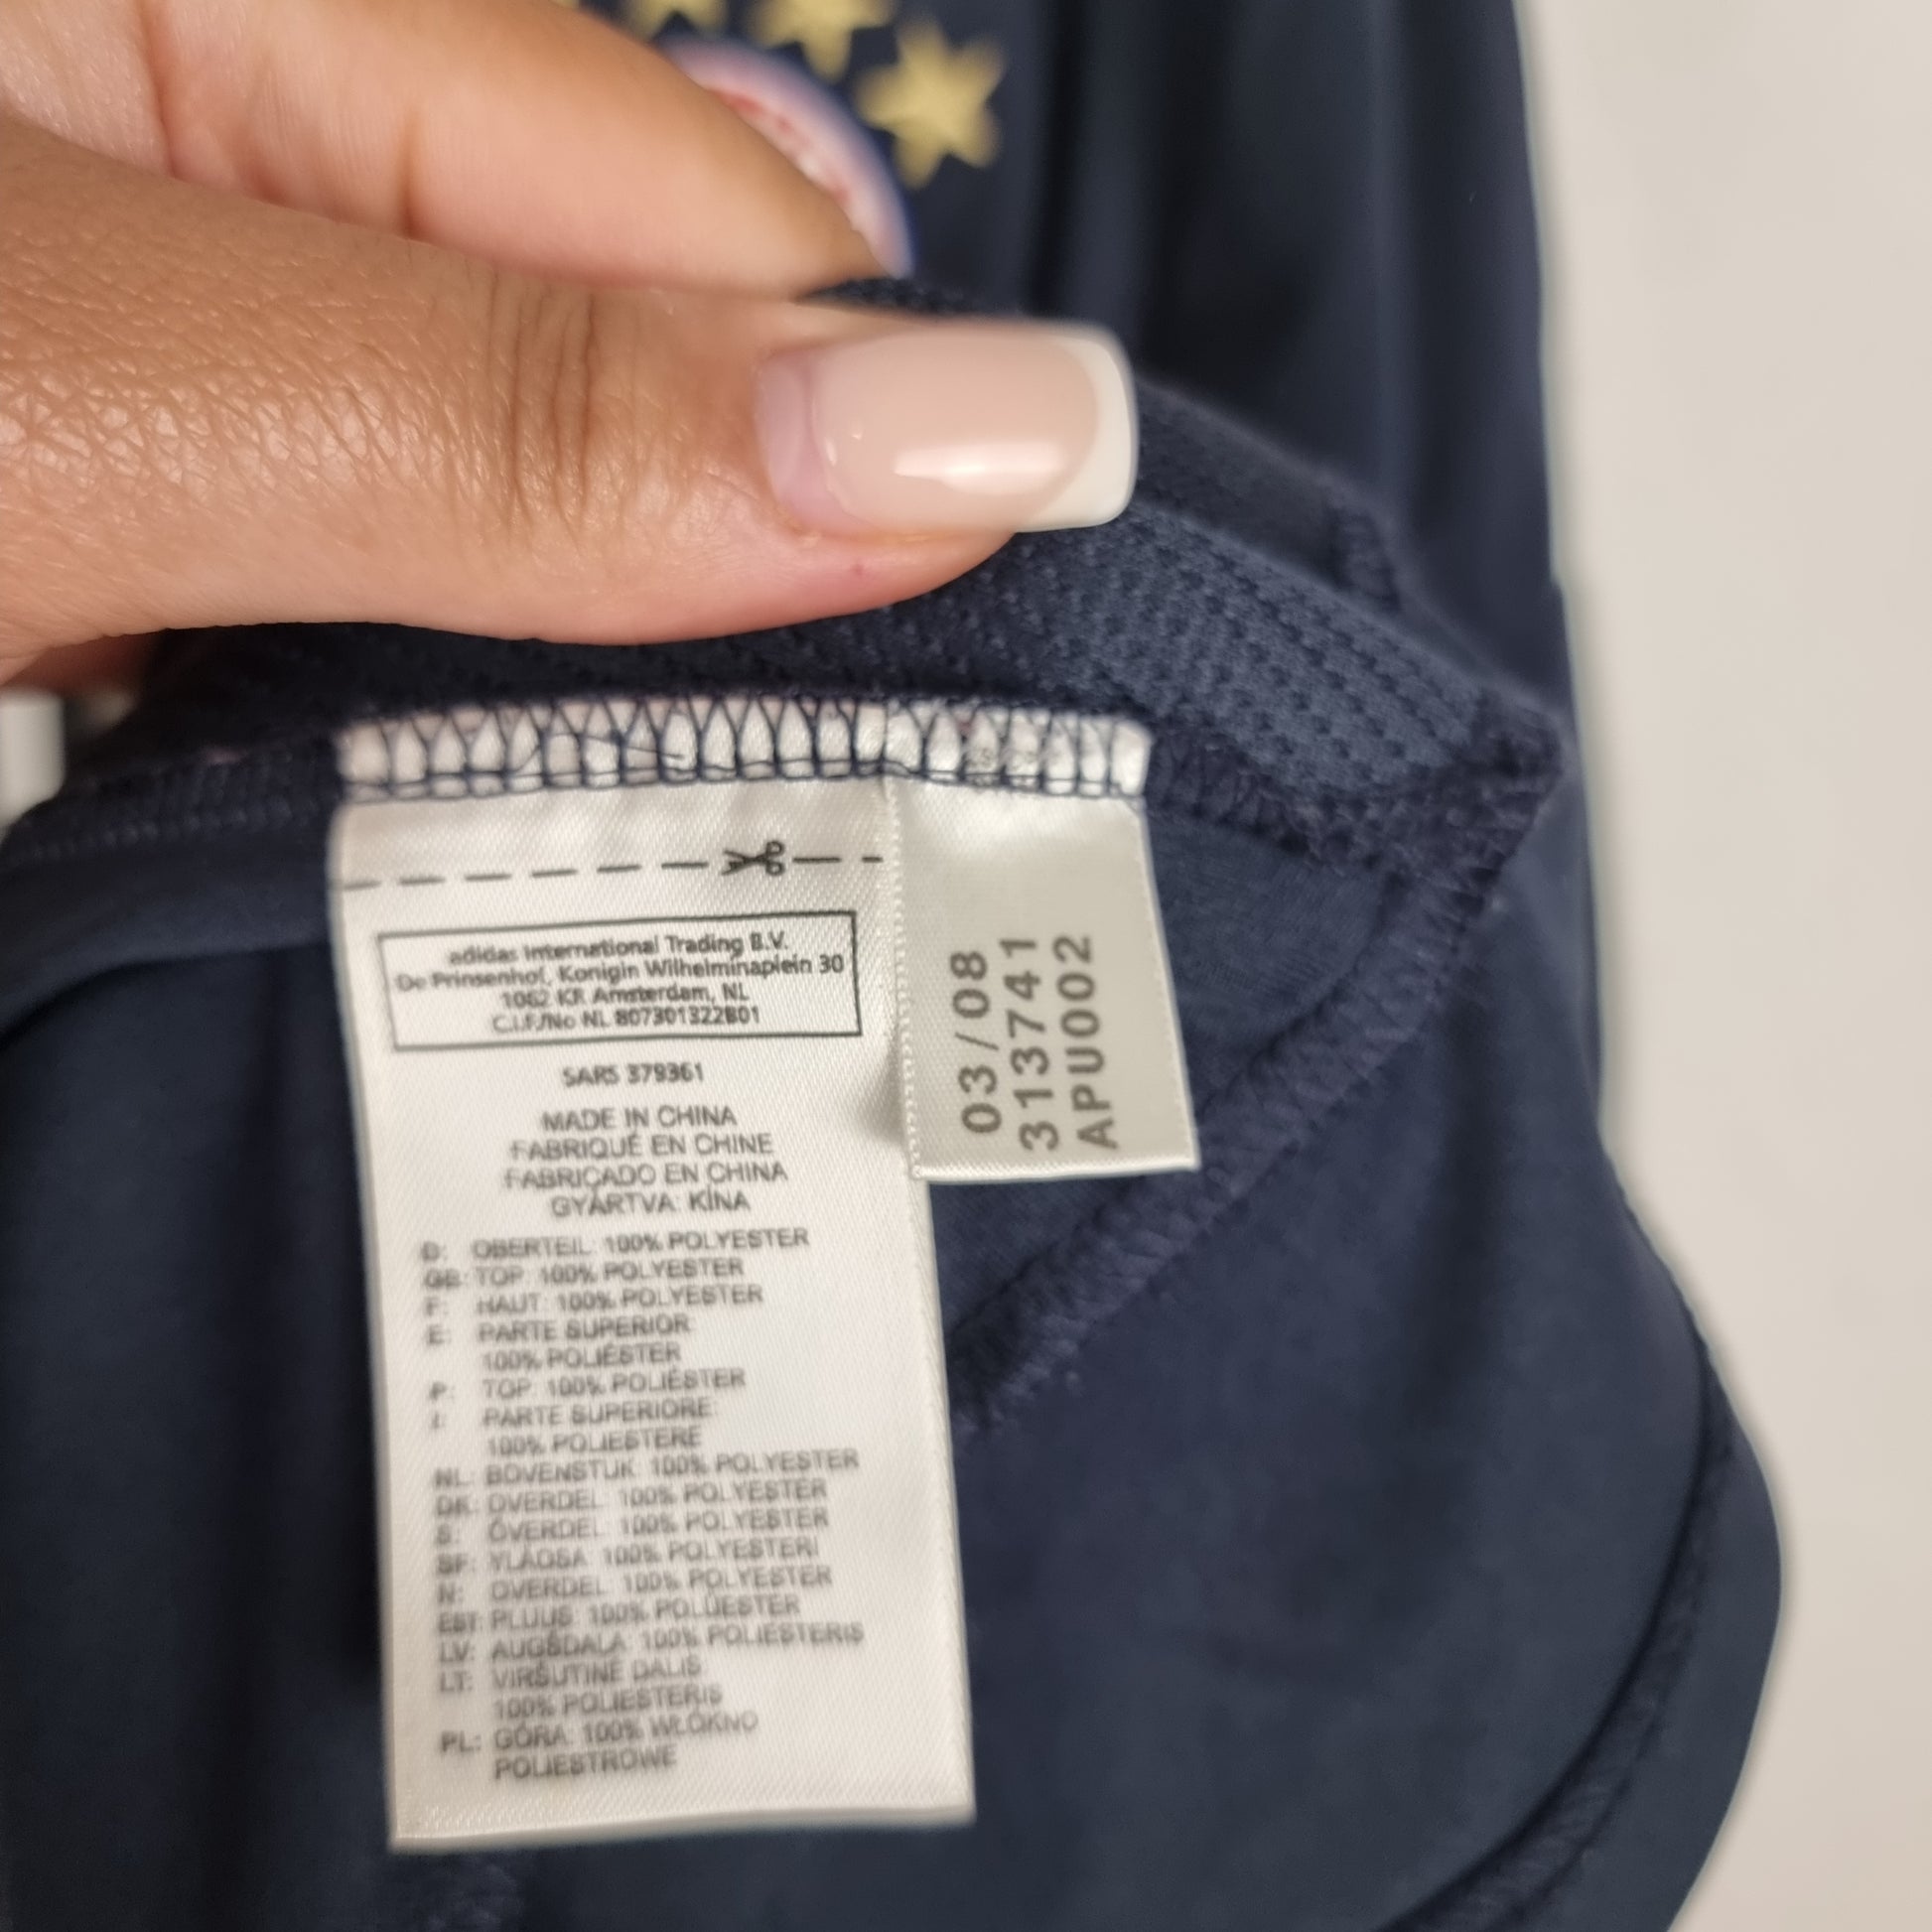 adidas International Trading B.V.
De Prinsenhof, Konigin Wilhelminaplein 30
1062 KR Amsterdam, NL
C.I.F./No NL 807301322B01
SARS 379361
MADE IN CHINA
FABRIQUÉ EN CHINE
FABRICADO EN CHINA
GYÁRTVA: KÍNA
D: OBERTEIL: 100% POLYESTER
GB: TOP: 100% POLYESTER
F: HAUT: 100% POLYESTER
E: PARTE SUPERIOR:
100% POLIÉSTER
P: TOP: 100% POLIÉSTER
I: PARTE SUPERIORE:
100% POLIESTERE
NL: BOVENSTUK: 100% POLYESTER
DK: OVERDEL: 100% POLYESTER
S: ÖVERDEL: 100% POLYESTER
SF: YLÄOSA: 100% POLYESTERI
N: OVERDEL: 100% POLYESTER
EST: PLUUS: 100% POLÜESTER
LV: AUGŠDAĻA: 100% POLIESTERIS
LT: VIRŠUTINĖ DALIS:
100% POLIESTERIS
PL: GÓRA: 100% WŁÓKNO
POLIESTROWE
03/08
313741
APU002